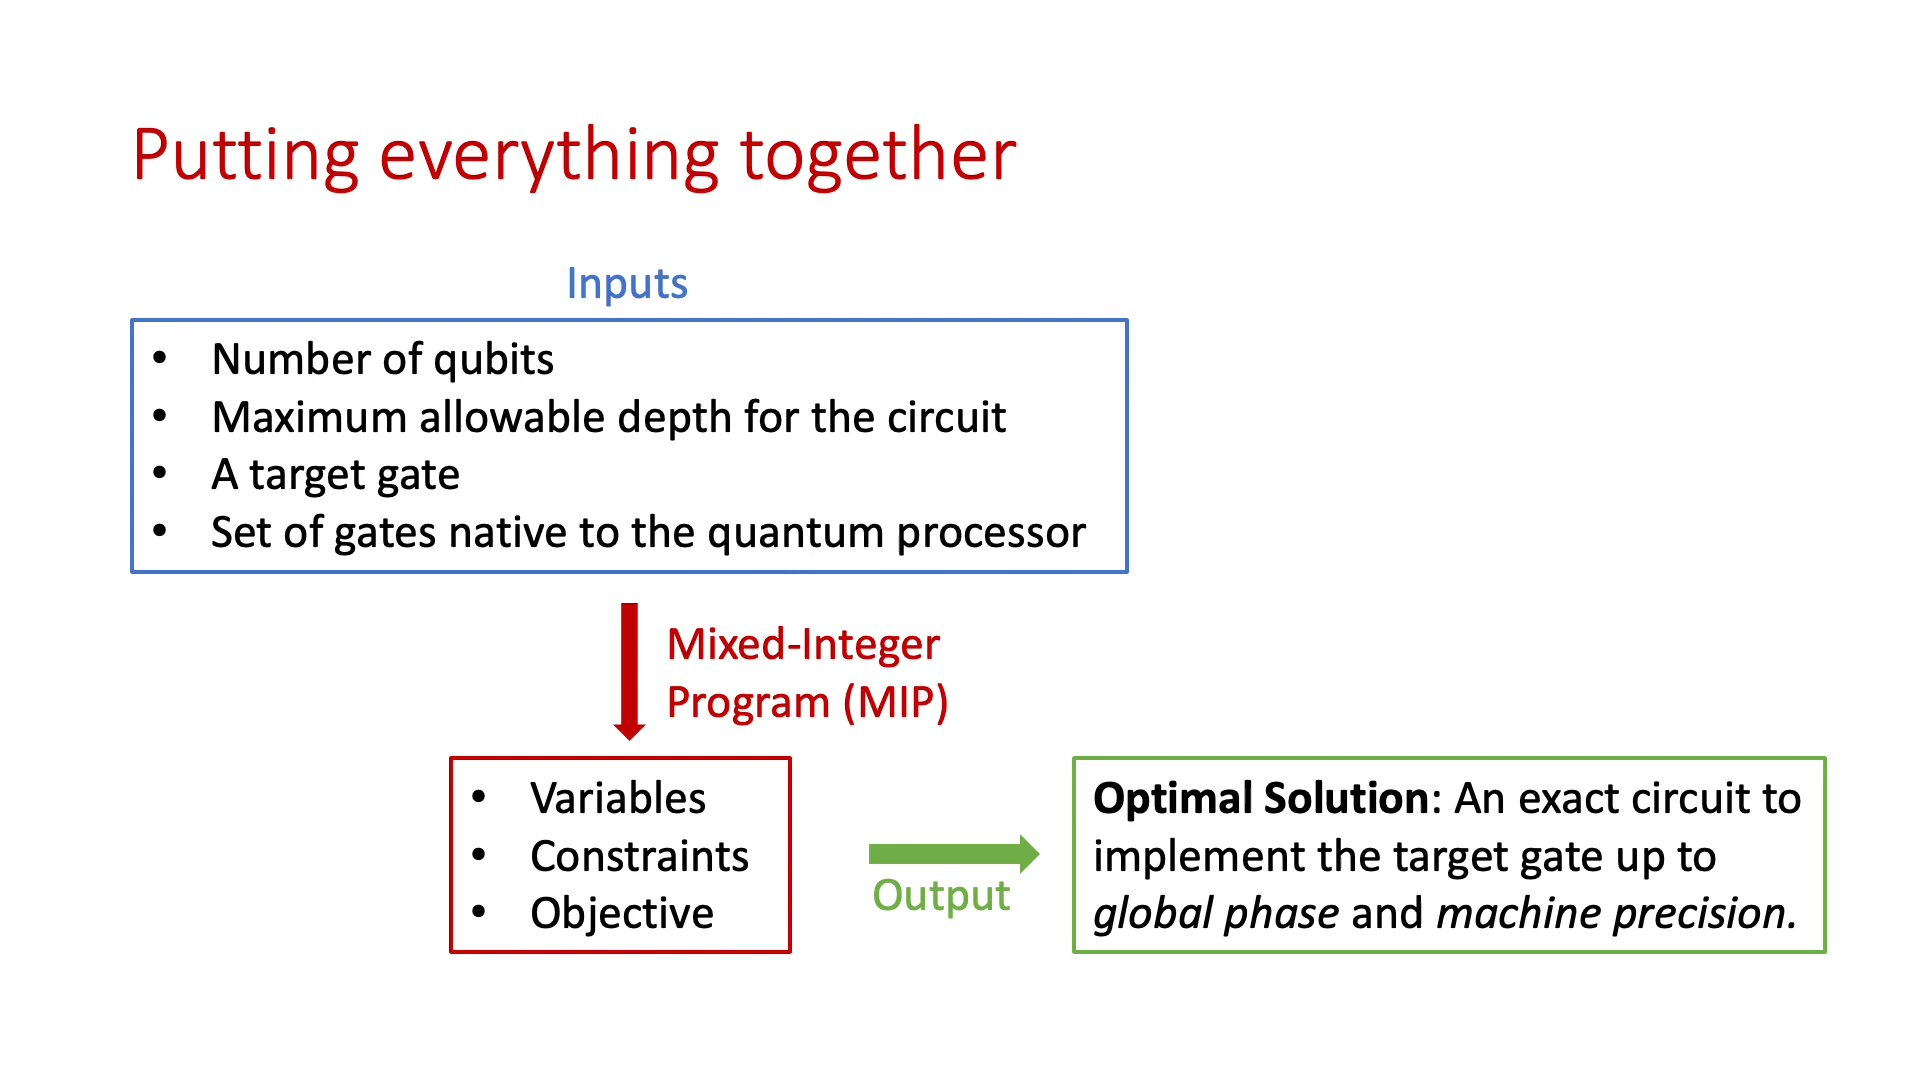 Putting everything together
Inputs
• Number of qubits
• Maximum allowable depth for the circuit
• A target gate
• Set of gates native to the quantum processor
Mixed-Integer
Program (MIP)
• Variables
• Constraints
• Objective
Output
Optimal Solution: An exact circuit to
implement the target gate up to
global phase and machine precision.